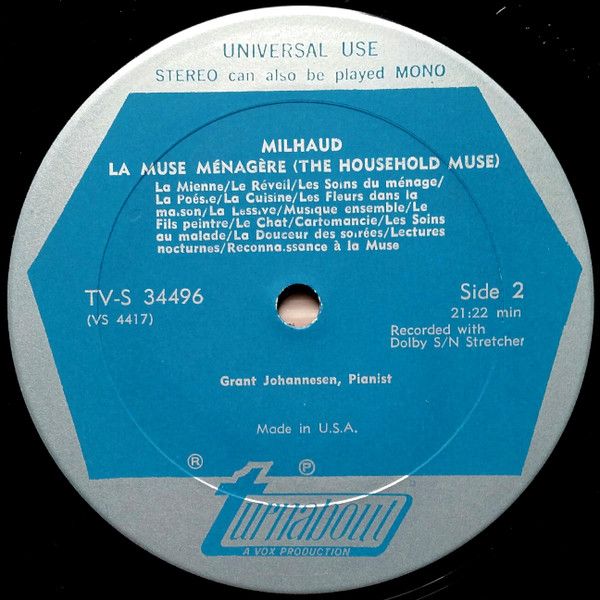 UNIVERSAL USE
STEREO can also be played MONO
MILHAUD
LA MUSE MÉNAGÈRE (THE HOUSEHOLD MUSE)
La Mienne/Le Réveil/Les Soins du ménage/
La Poésie/La Cuisine/Les Fleurs dans la
maison/La Lessive/Musique ensemble/Le
Fils peintre/Le Chat/Cartomancie/Les Soins
au malade/La Douceur des soirées/Lectures
nocturnes/Reconnaissance à la Muse
TV-S 34496
(VS 4417)
Side 2
21:22 min
Recorded with
Dolby S/N Stretcher
Grant Johannesen, Pianist
Made in U.S.A.
® ℗
turnabout
A VOX PRODUCTION